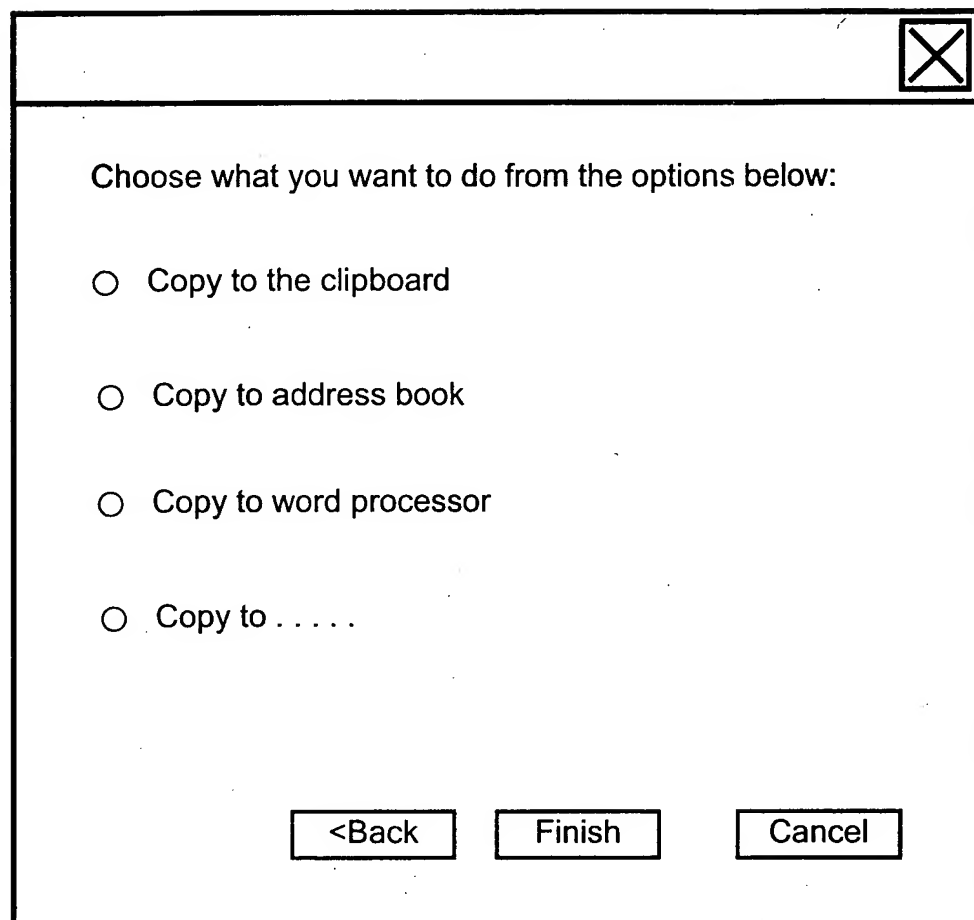 Choose what you want to do from the options below:
Copy to the clipboard
Copy to address book
Copy to word processor
Copy to . . . . .
<Back Finish Cancel